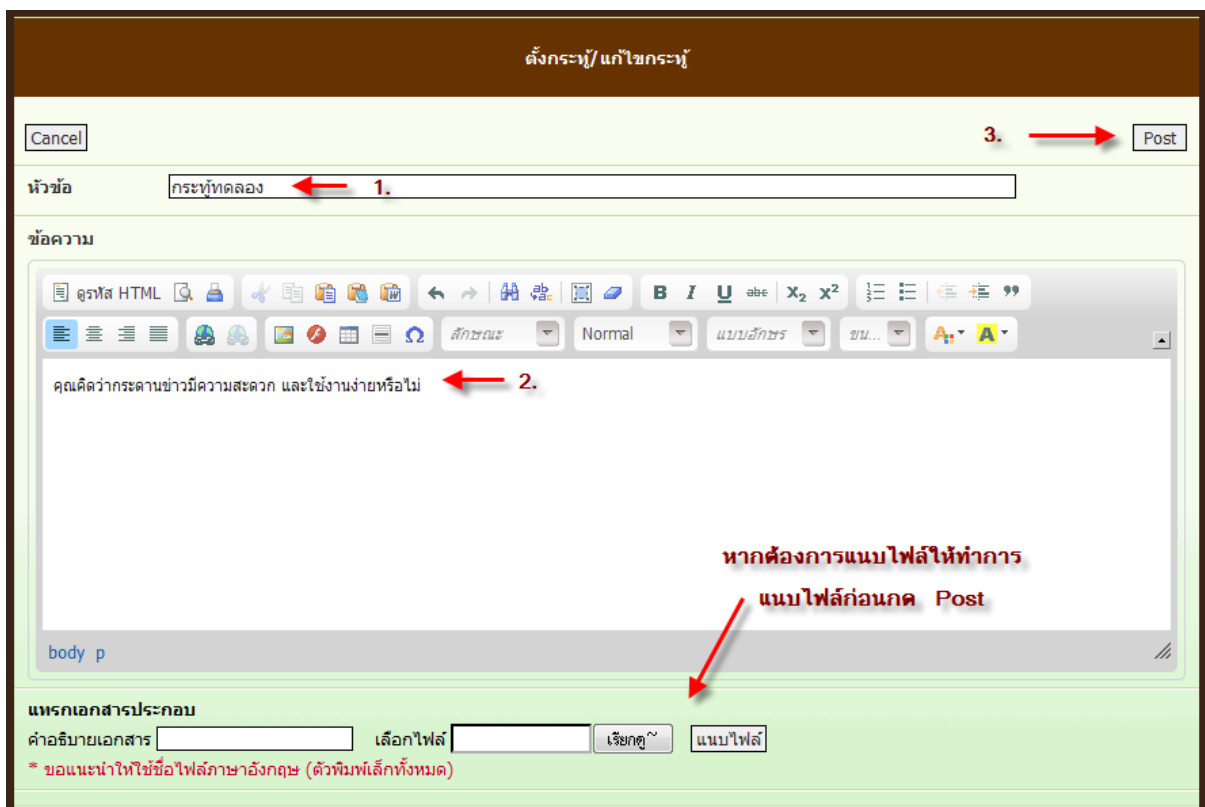 ตั้งกระทู้/แก้ไขกระทู้
Cancel
3.
Post
หัวข้อ กระทู้ทดลอง 1.
ข้อความ
ดูรหัส HTML B I U abc X₂ X²
ลักษณะ Normal แบบอักษร ขน... A A
คุณคิดว่ากระดานข่าวมีความสะดวก และใช้งานง่ายหรือไม่ 2.
หากต้องการแนบไฟล์ให้ทำการ
แนบไฟล์ก่อนกด Post
body p
แทรกเอกสารประกอบ
คำอธิบายเอกสาร เลือกไฟล์ เรียกดู~ แนบไฟล์
* ขอแนะนำให้ใช้ชื่อไฟล์ภาษาอังกฤษ (ตัวพิมพ์เล็กทั้งหมด)